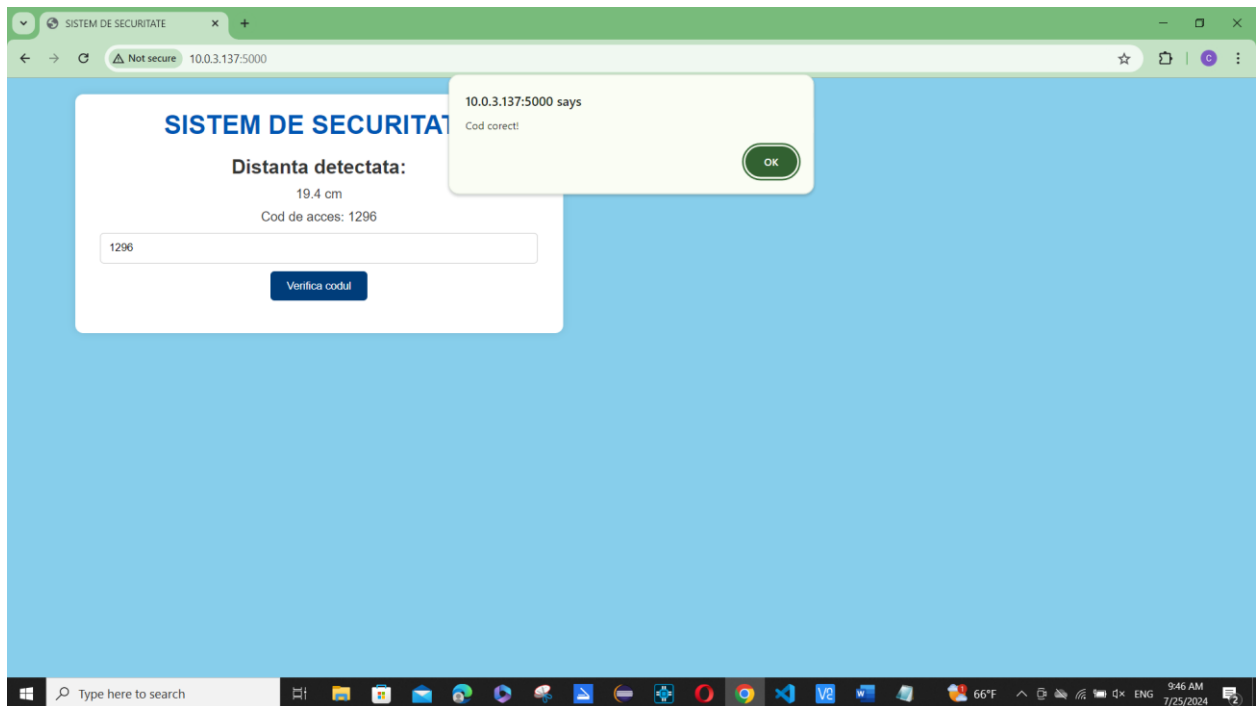 SISTEM DE SECURITATE
Not secure 10.0.3.137:5000
C
10.0.3.137:5000 says
Cod corect!
OK
SISTEM DE SECURITAT
Distanta detectata:
19.4 cm
Cod de acces: 1296
1296
Verifica codul
Type here to search
V2
W
66°F
ENG
9:46 AM
7/25/2024
2